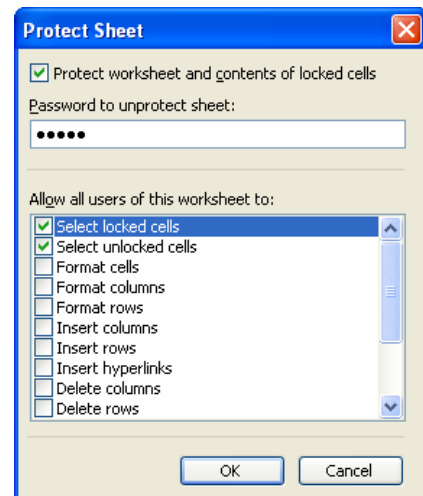 Protect Sheet
Protect worksheet and contents of locked cells
Password to unprotect sheet:
•••••
Allow all users of this worksheet to:
Select locked cells
Select unlocked cells
Format cells
Format columns
Format rows
Insert columns
Insert rows
Insert hyperlinks
Delete columns
Delete rows
OK Cancel